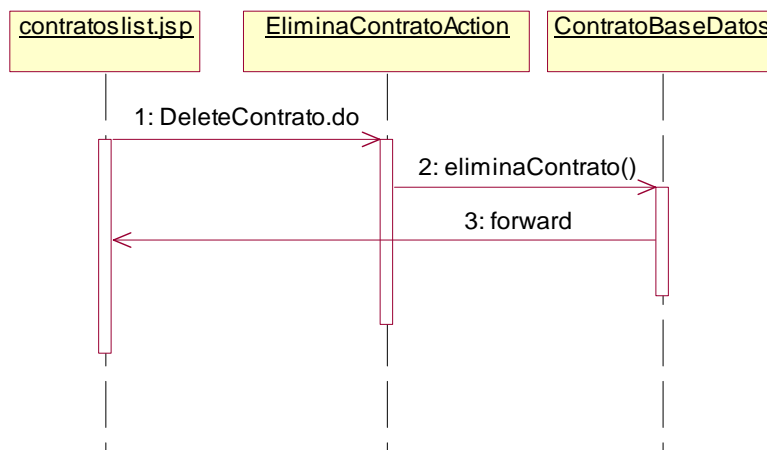 contratoslist.jsp
EliminaContratoAction
ContratoBaseDatos
1: DeleteContrato.do
2: eliminaContrato()
3: forward